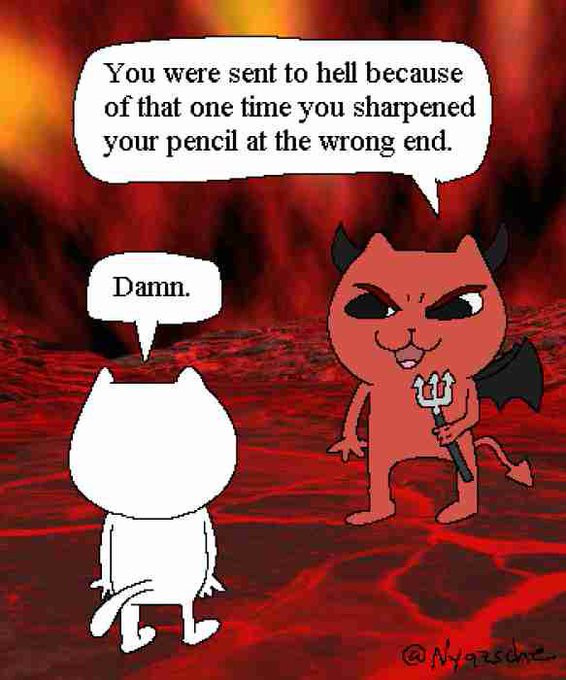 You were sent to hell because
of that one time you sharpened
your pencil at the wrong end.
Damn.